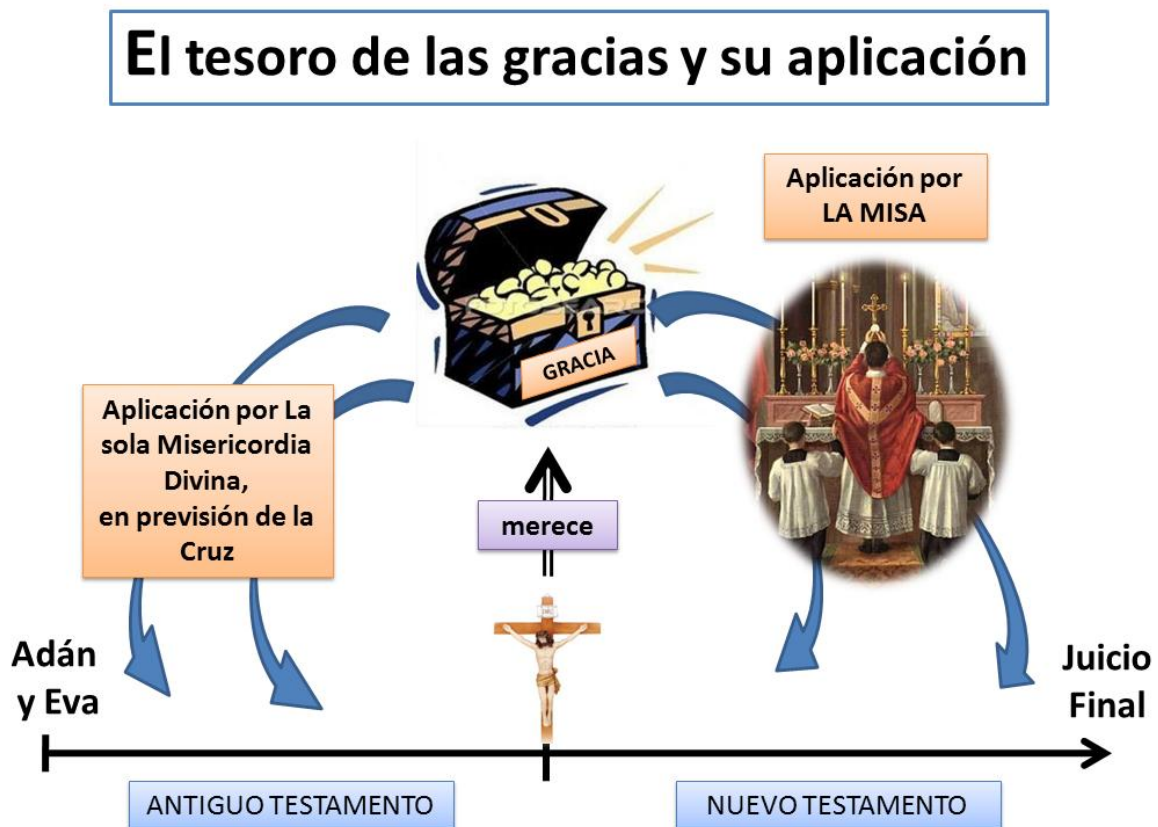 El tesoro de las gracias y su aplicación
Aplicación por
LA MISA
GRACIA
Aplicación por La
sola Misericordia
Divina,
en previsión de la
Cruz
merece
Adán
y Eva
Juicio
Final
ANTIGUO TESTAMENTO
NUEVO TESTAMENTO